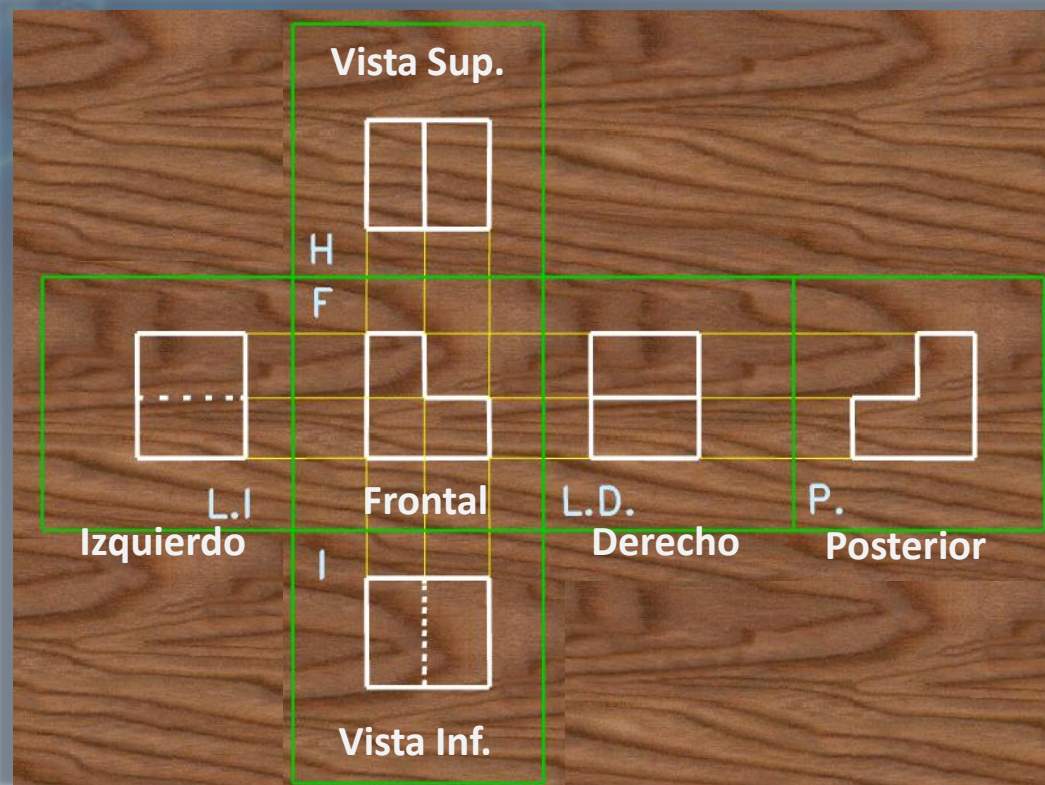 Vista Sup.
H
F
L.I
Frontal
L.D.
P.
Izquierdo
I
Derecho
Posterior
Vista Inf.